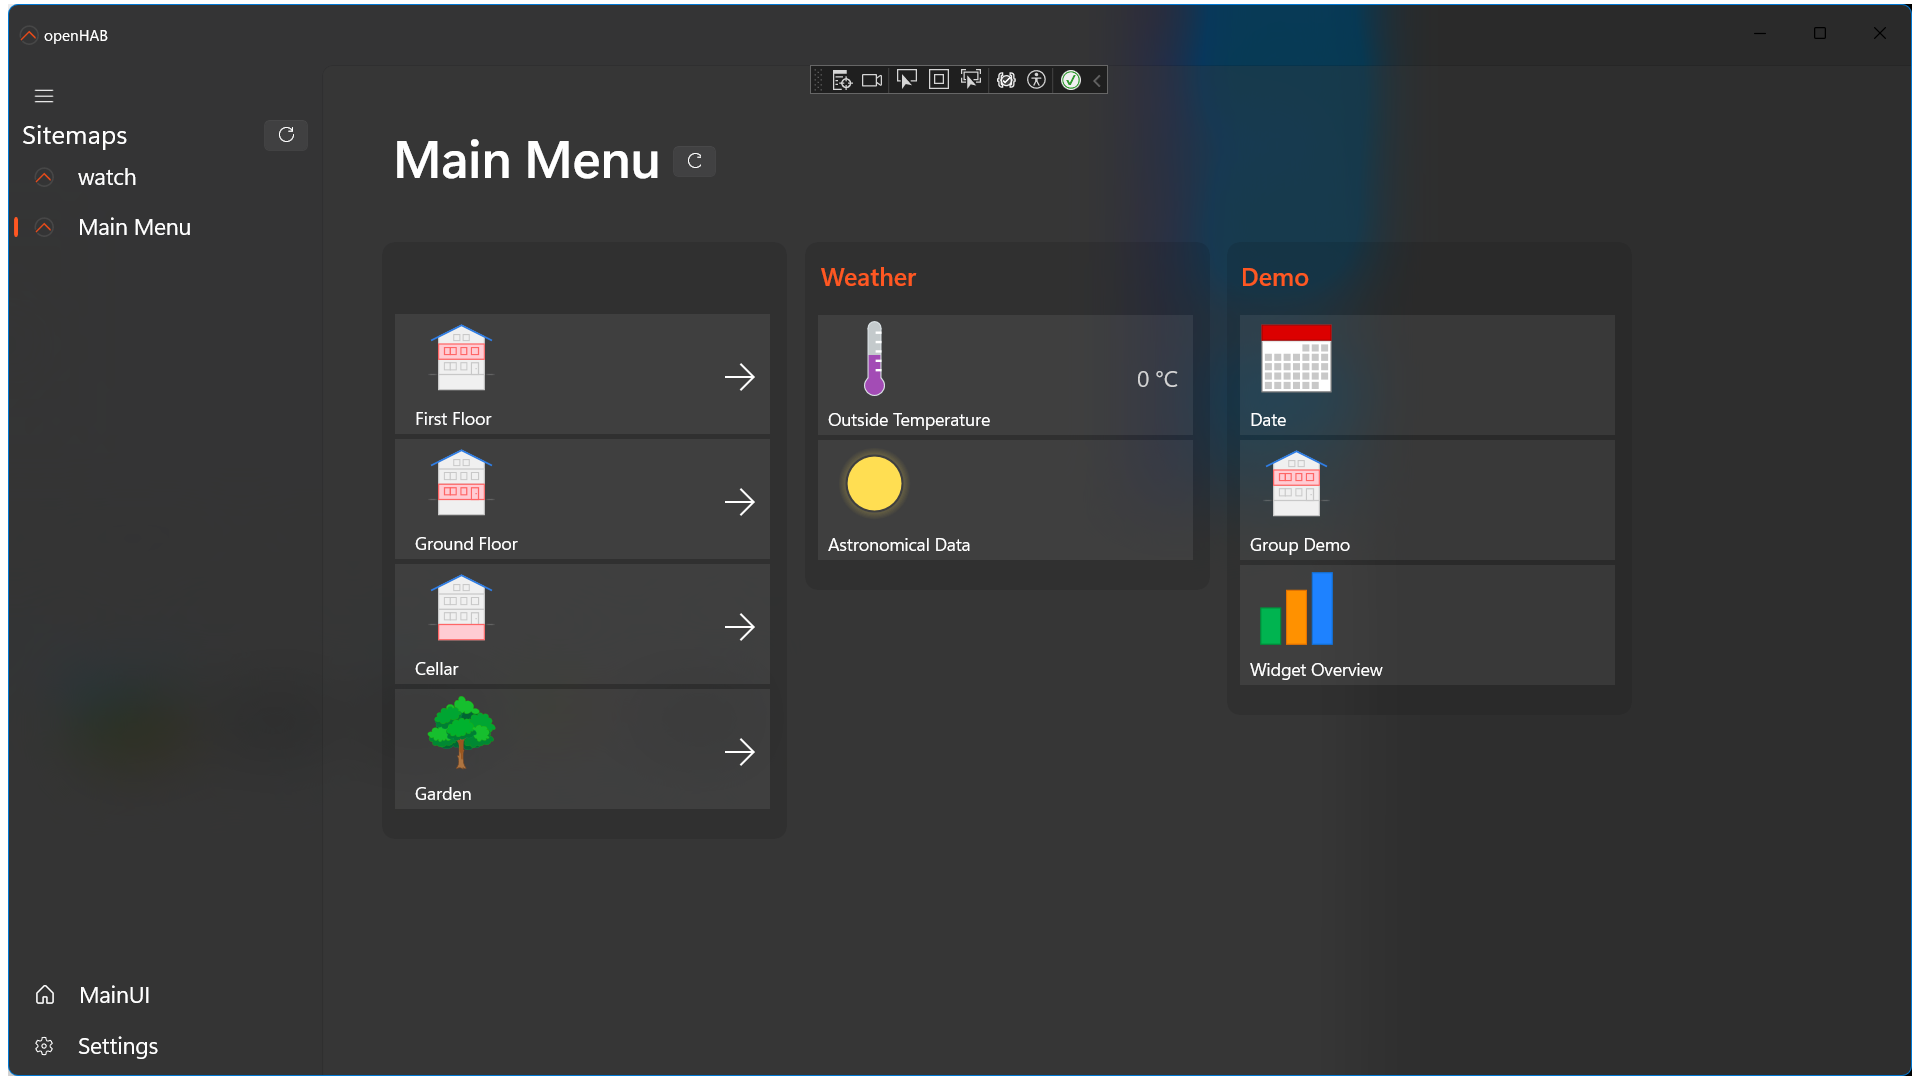 openHAB
Sitemaps
watch
Main Menu
MainUI
Settings
Main Menu
First Floor
Ground Floor
Cellar
Garden
Weather
0 °C
Outside Temperature
Astronomical Data
Demo
Date
Group Demo
Widget Overview